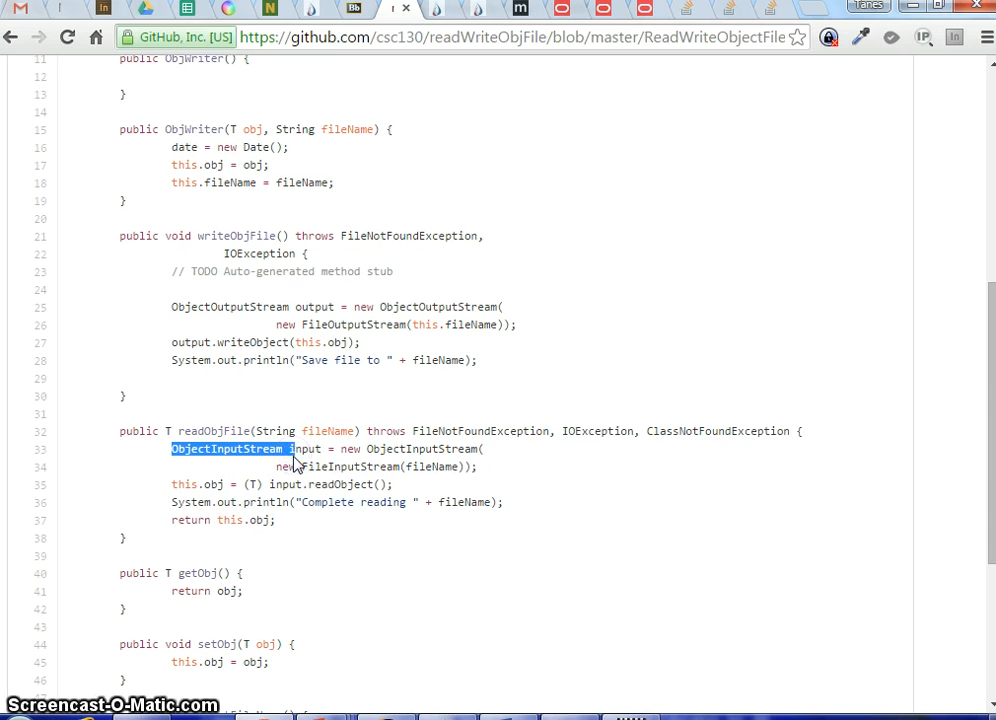 Tanes
GitHub, Inc. [US] https://github.com/csc130/readWriteObjFile/blob/master/ReadWriteObjectFile
11 public ObjWriter() {
12
13 }
14
15 public ObjWriter(T obj, String fileName) {
16 date = new Date();
17 this.obj = obj;
18 this.fileName = fileName;
19 }
20
21 public void writeObjFile() throws FileNotFoundException,
22 IOException {
23 // TODO Auto-generated method stub
24
25 ObjectOutputStream output = new ObjectOutputStream(
26 new FileOutputStream(this.fileName));
27 output.writeObject(this.obj);
28 System.out.println("Save file to " + fileName);
29
30 }
31
32 public T readObjFile(String fileName) throws FileNotFoundException, IOException, ClassNotFoundException {
33 ObjectInputStream input = new ObjectInputStream(
34 new FileInputStream(fileName));
35 this.obj = (T) input.readObject();
36 System.out.println("Complete reading " + fileName);
37 return this.obj;
38 }
39
40 public T getObj() {
41 return obj;
42 }
43
44 public void setObj(T obj) {
45 this.obj = obj;
46 }
Screencast-O-Matic.com